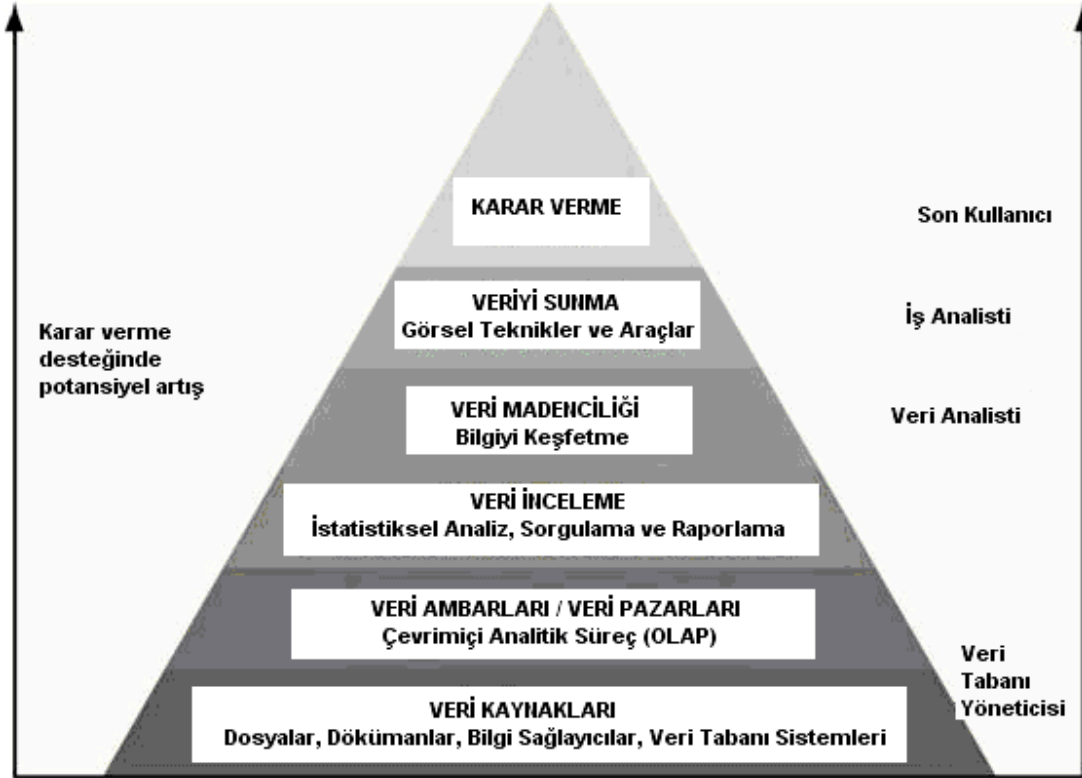 KARAR VERME
Son Kullanıcı
VERİYİ SUNMA
Görsel Teknikler ve Araçlar
İş Analisti
Karar verme
desteğinde
potansiyel artış
VERİ MADENCİLİĞİ
Bilgiyi Keşfetme
Veri Analisti
VERİ İNCELEME
İstatistiksel Analiz, Sorgulama ve Raporlama
VERİ AMBARLARI / VERİ PAZARLARI
Çevrimiçi Analitik Süreç (OLAP)
Veri
Tabanı
Yöneticisi
VERİ KAYNAKLARI
Dosyalar, Dökümanlar, Bilgi Sağlayıcılar, Veri Tabanı Sistemleri